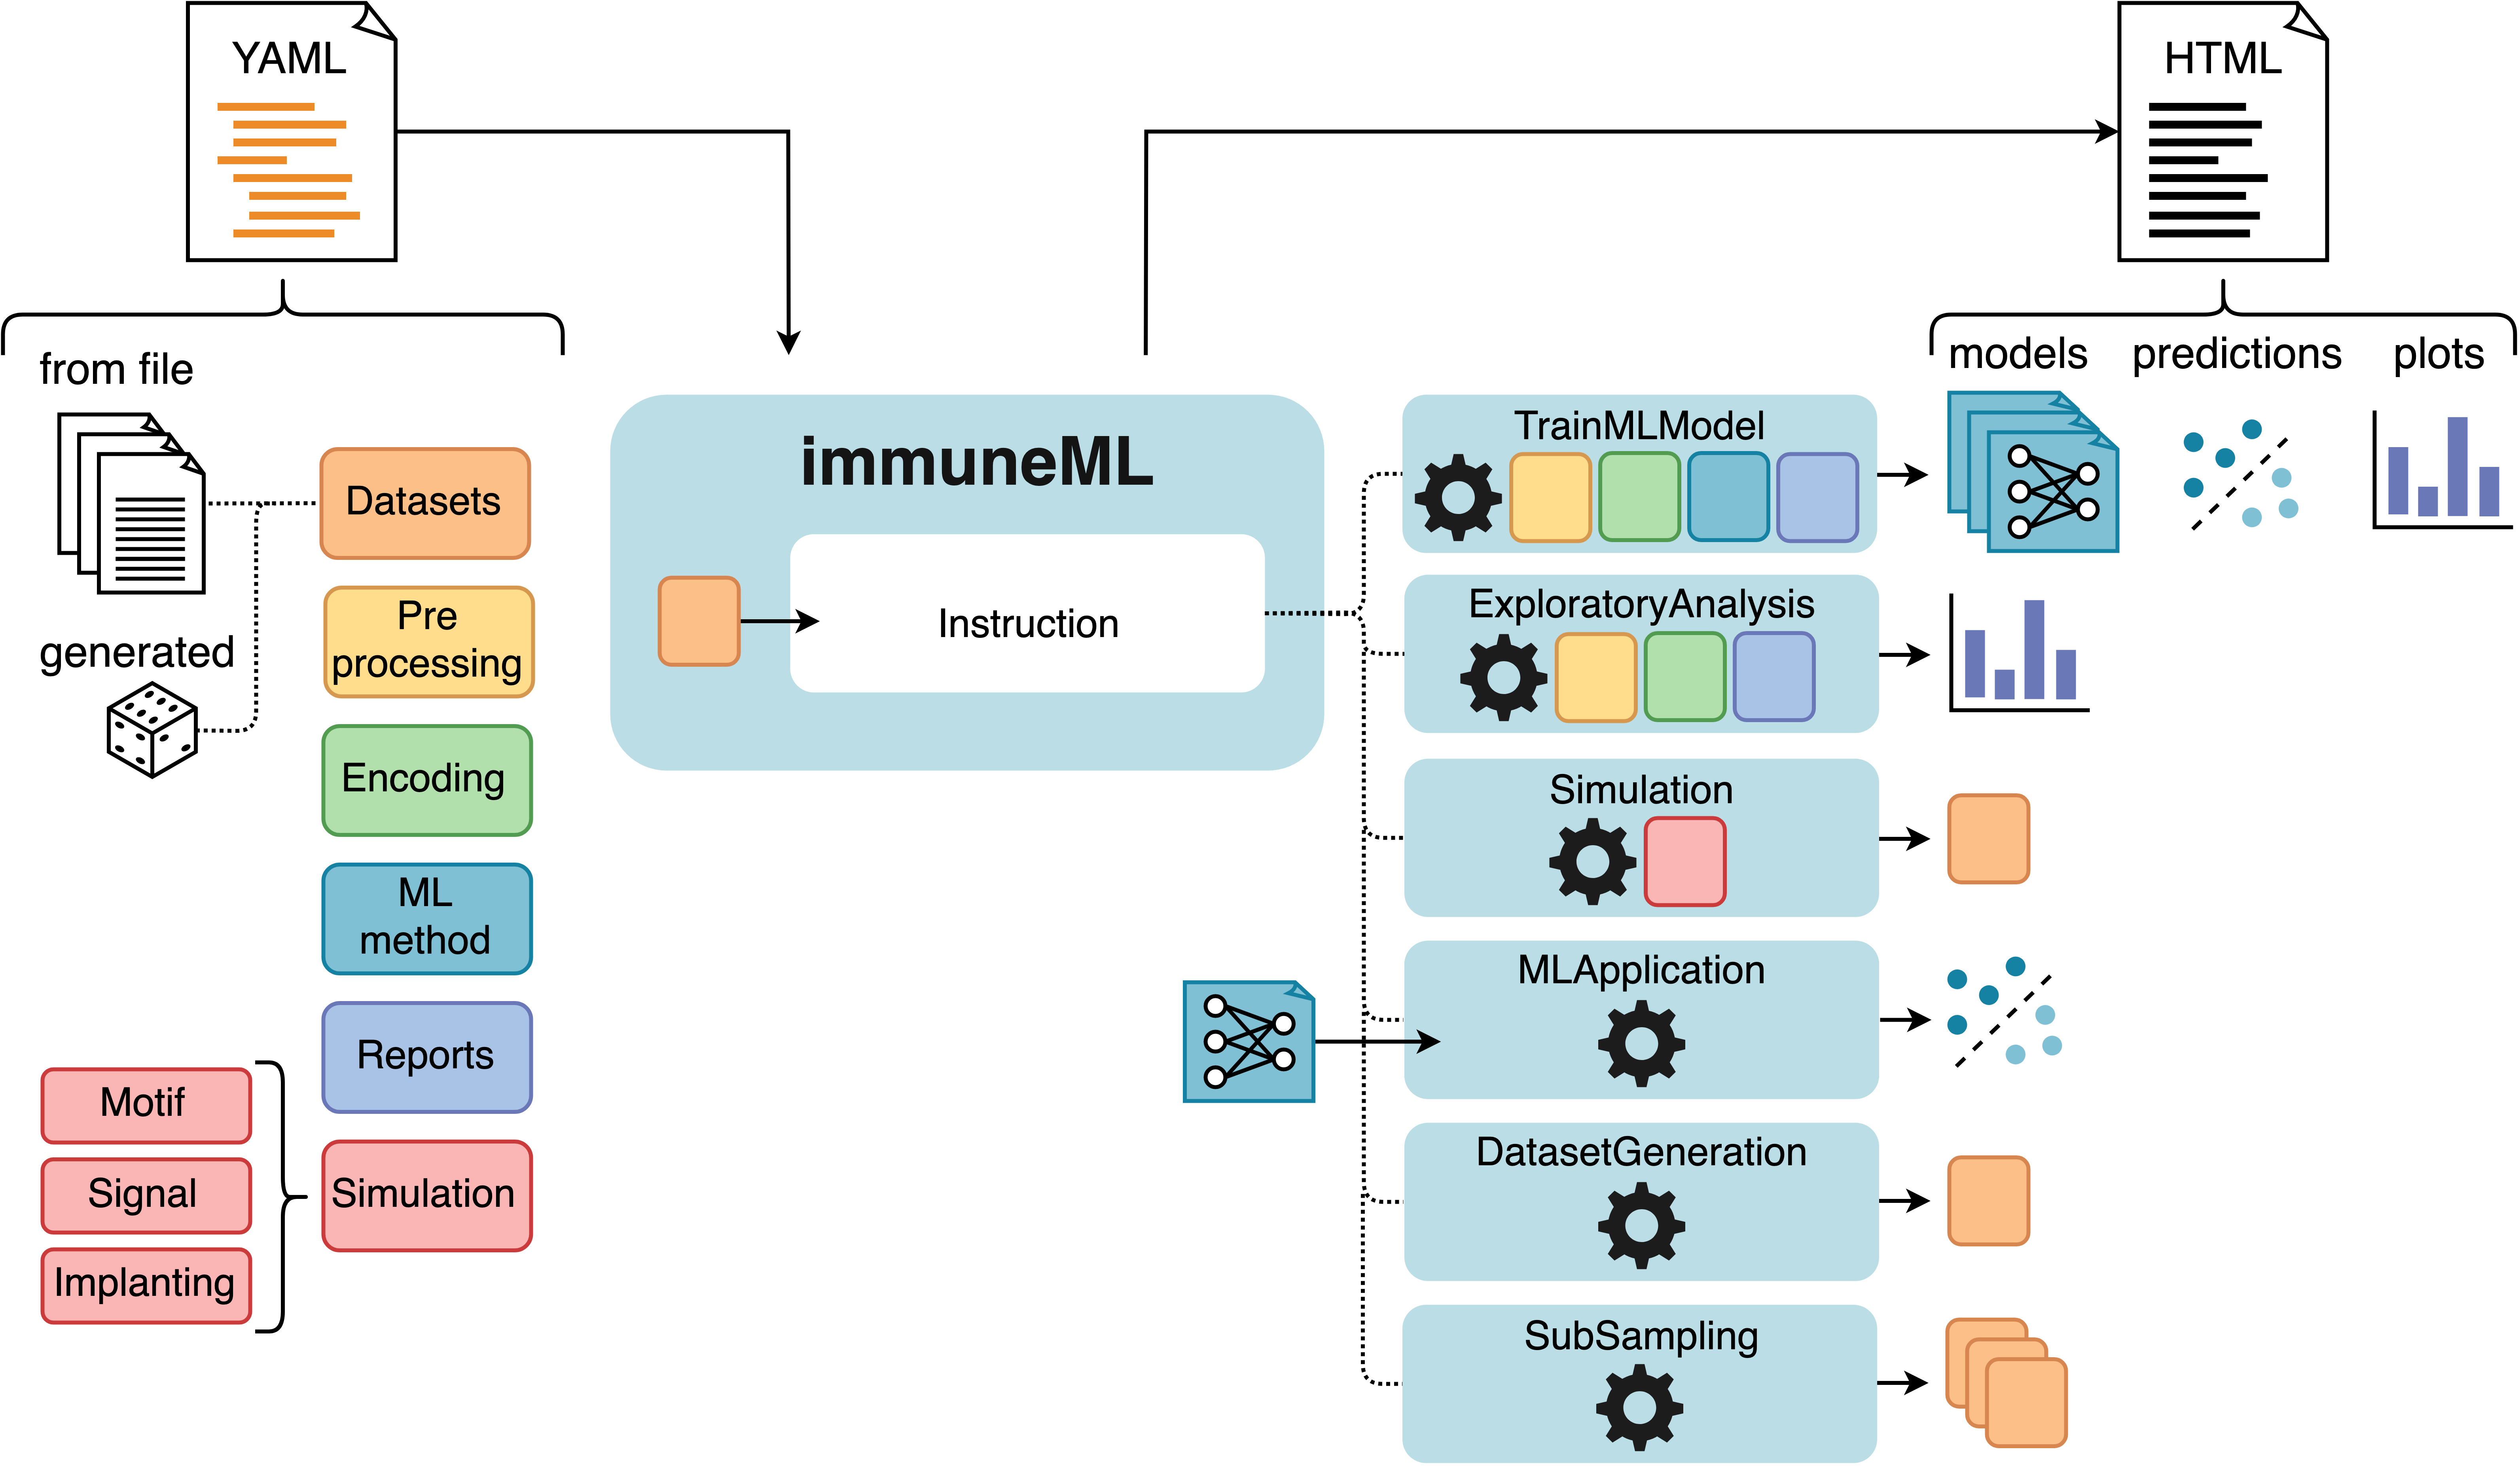 YAML
HTML
from file
generated
Datasets
Pre
processing
Encoding
ML
method
Reports
Simulation
Motif
Signal
Implanting
immuneML
Instruction
TrainMLModel
ExploratoryAnalysis
Simulation
MLApplication
DatasetGeneration
SubSampling
models predictions plots